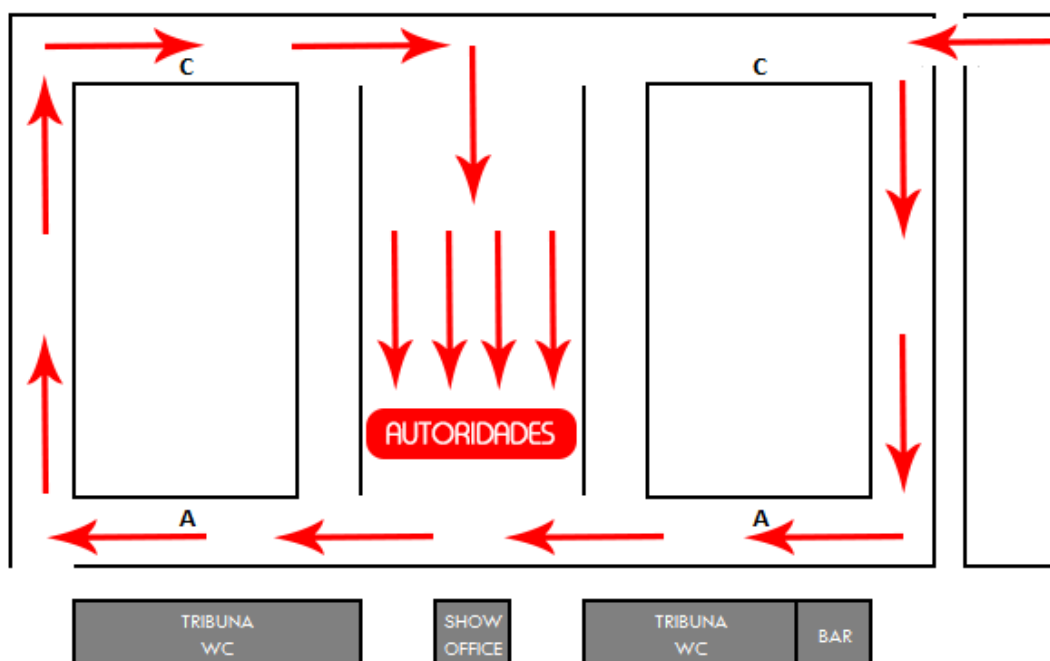 C
C
AUTORIDADES
A
A
TRIBUNA
WC
SHOW
OFFICE
TRIBUNA
WC
BAR